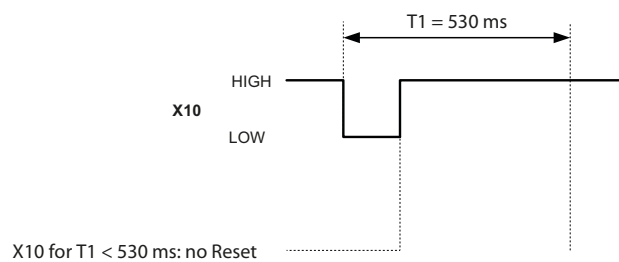 T1 = 530 ms
HIGH
X10
LOW
X10 for T1 < 530 ms: no Reset